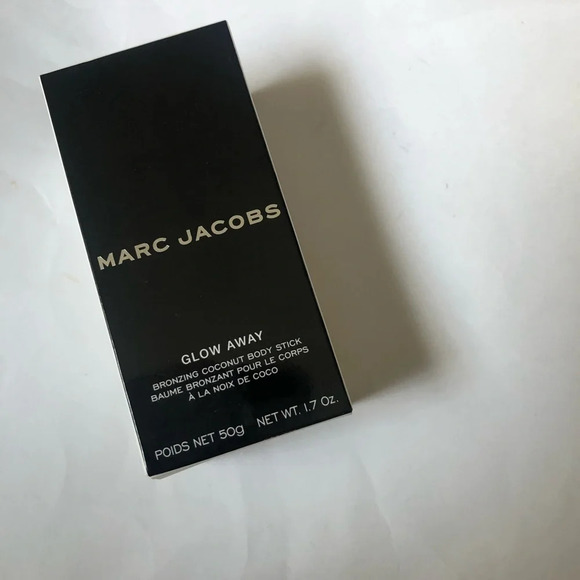 MARC JACOBS
GLOW AWAY
BRONZING COCONUT BODY STICK
BAUME BRONZANT POUR LE CORPS
À LA NOIX DE COCO
POIDS NET 50g NET WT. 1.7 Oz.